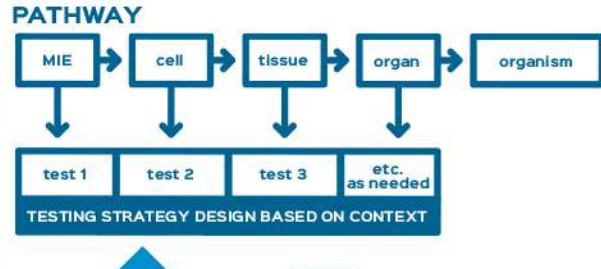 PATHWAY
MIE cell tissue organ organism
test 1 test 2 test 3 etc.
as needed
TESTING STRATEGY DESIGN BASED ON CONTEXT